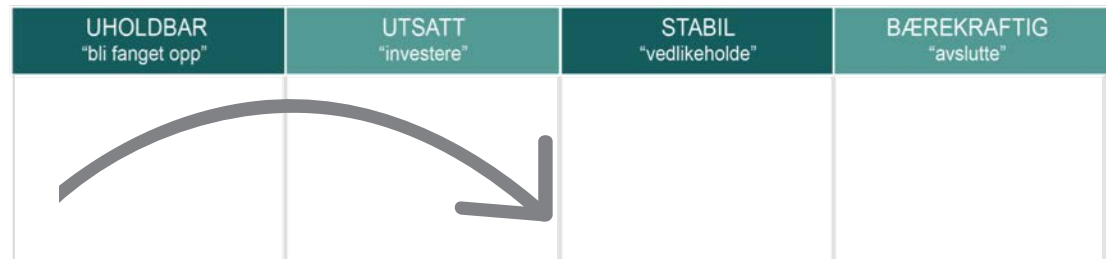 UHOLDBAR
“bli fanget opp”
UTSATT
“investere”
STABIL
“vedlikeholde”
BÆREKRAFTIG
“avslutte”